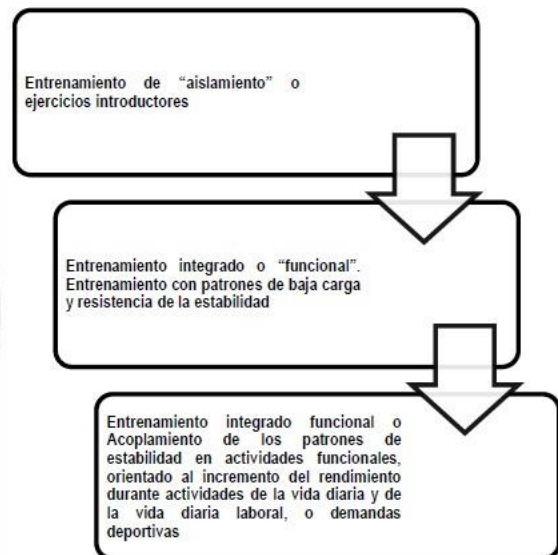 Entrenamiento de “aislamiento” o
ejercicios introductores
Entrenamiento integrado o “funcional”.
Entrenamiento con patrones de baja carga
y resistencia de la estabilidad
Entrenamiento integrado funcional o
Acoplamiento de los patrones de
estabilidad en actividades funcionales,
orientado al incremento del rendimiento
durante actividades de la vida diaria y de
la vida diaria laboral, o demandas
deportivas